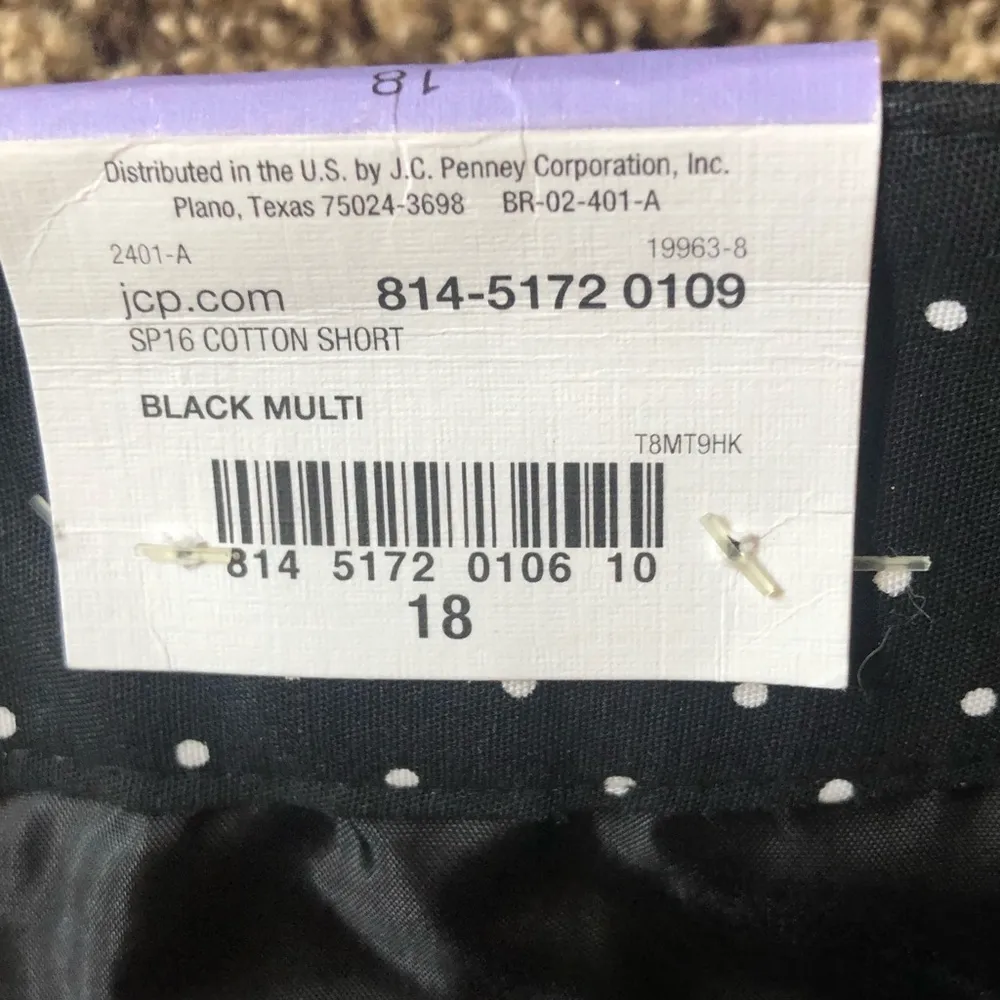 18
Distributed in the U.S. by J.C. Penney Corporation, Inc.
Plano, Texas 75024-3698 BR-02-401-A
2401-A 19963-8
jcp.com 814-5172 0109
SP16 COTTON SHORT
BLACK MULTI
T8MT9HK
814 5172 0106 10
18